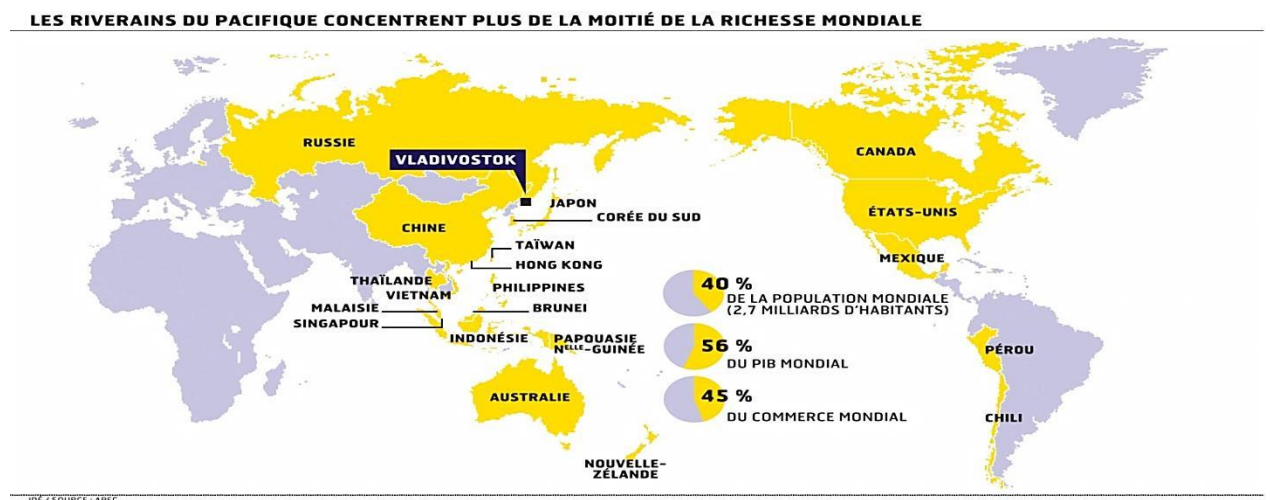 LES RIVERAINS DU PACIFIQUE CONCENTRENT PLUS DE LA MOITIÉ DE LA RICHESSE MONDIALE
RUSSIE
VLADIVOSTOK
CANADA
JAPON
CORÉE DU SUD
ÉTATS-UNIS
CHINE
TAÏWAN
HONG KONG
MEXIQUE
THAÏLANDE
VIETNAM
PHILIPPINES
MALAISIE
BRUNEI
SINGAPOUR
INDONÉSIE
PAPOUASIE
NELLE-GUINÉE
40 %
DE LA POPULATION MONDIALE
(2,7 MILLIARDS D'HABITANTS)
56 %
DU PIB MONDIAL
PÉROU
45 %
DU COMMERCE MONDIAL
AUSTRALIE
CHILI
NOUVELLE-
ZÉLANDE
IDÉ / SOURCE : APEC